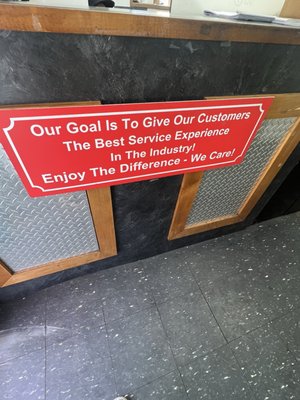 Our Goal Is To Give Our Customers
The Best Service Experience
In The Industry!
Enjoy The Difference - We Care!